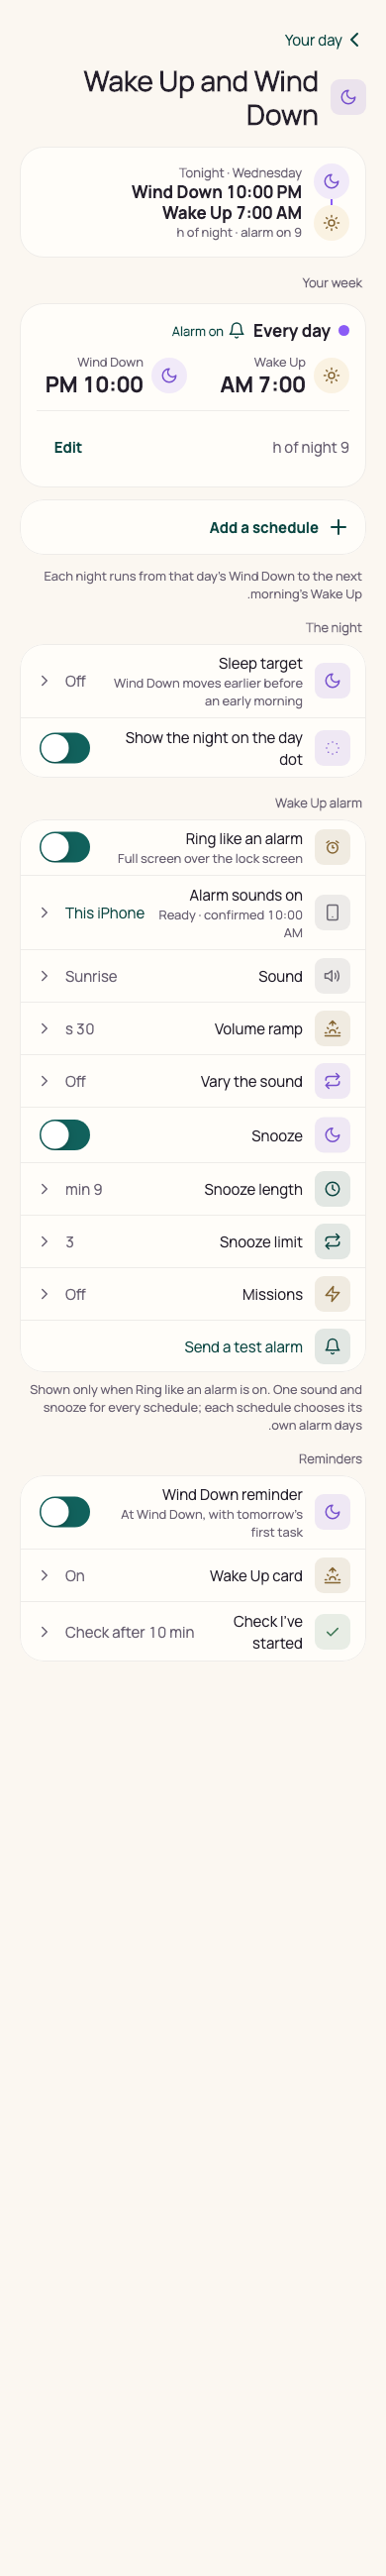 Your day
Wake Up and Wind
Down
Tonight · Wednesday
Wind Down 10:00 PM
Wake Up 7:00 AM
h of night · alarm on 9
Your week
Every day
Alarm on
Wake Up
AM 7:00
Wind Down
PM 10:00
h of night 9
Edit
Add a schedule
Each night runs from that day's Wind Down to the next
.morning's Wake Up
The night
Sleep target
Wind Down moves earlier before
an early morning
Off
Show the night on the day
dot
Wake Up alarm
Ring like an alarm
Full screen over the lock screen
Alarm sounds on
Ready · confirmed 10:00
AM
This iPhone
Sound
Sunrise
Volume ramp
s 30
Vary the sound
Off
Snooze
Snooze length
min 9
Snooze limit
3
Missions
Off
Send a test alarm
Shown only when Ring like an alarm is on. One sound and
snooze for every schedule; each schedule chooses its
.own alarm days
Reminders
Wind Down reminder
At Wind Down, with tomorrow's
first task
Wake Up card
On
Check I've
started
Check after 10 min